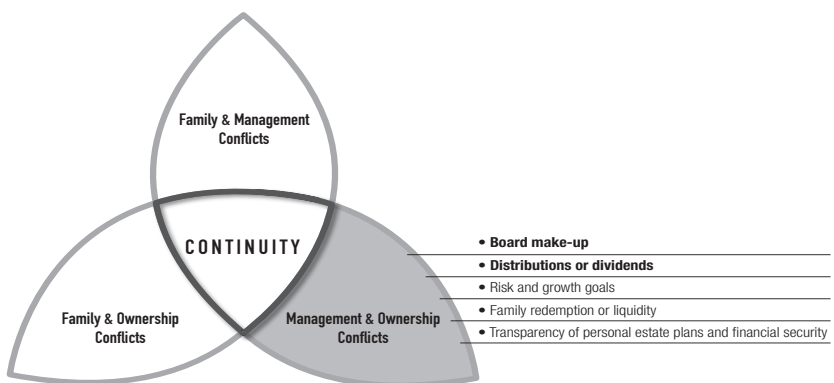 Family & Management
Conflicts
CONTINUITY
Family & Ownership
Conflicts
Management & Ownership
Conflicts
• Board make-up
• Distributions or dividends
• Risk and growth goals
• Family redemption or liquidity
• Transparency of personal estate plans and financial security